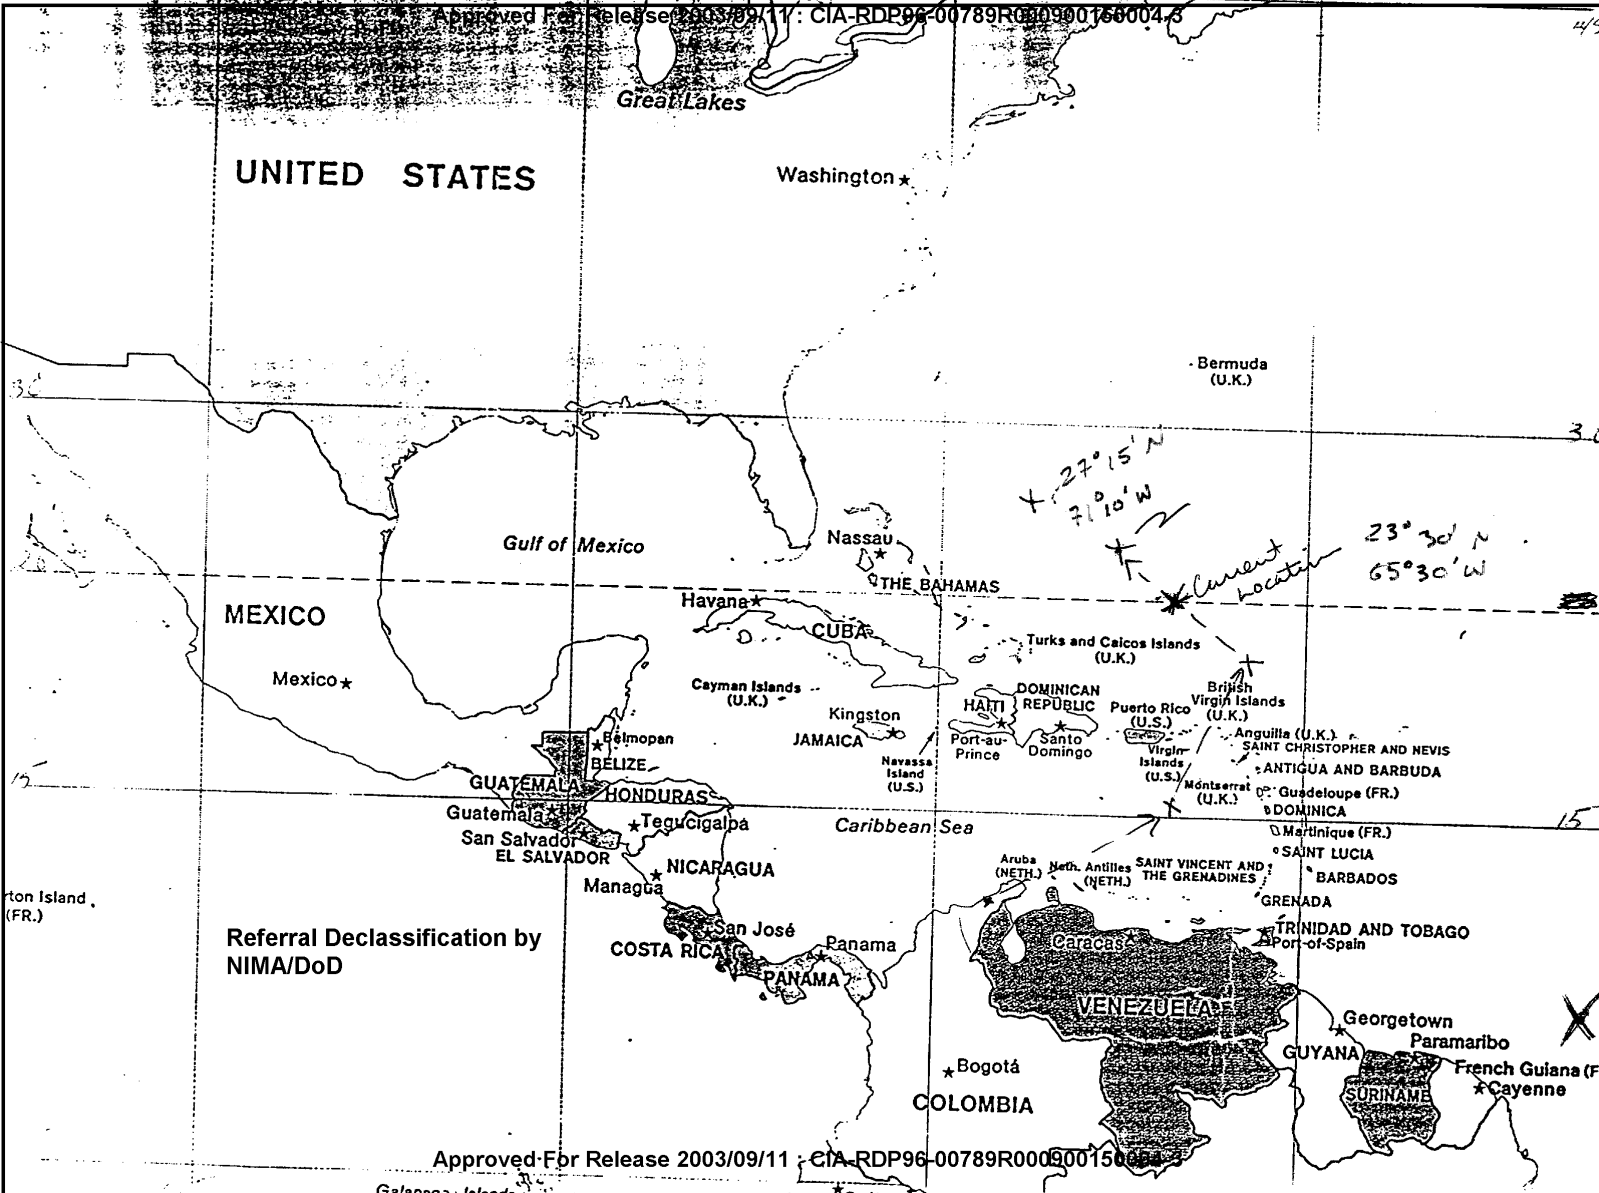 Approved For Release 2003/09/11 : CIA-RDP96-00789R000900150004-3
Great Lakes
UNITED STATES
Washington
Bermuda
(U.K.)
30
27° 15' N
71° 10' W
23° 30' N
65° 30' W
Current
Location
Gulf of Mexico
Nassau
THE BAHAMAS
Havana
CUBA
MEXICO
Mexico
Turks and Caicos Islands
(U.K.)
Cayman Islands
(U.K.)
Kingston
JAMAICA
HAITI
Port-au-
Prince
DOMINICAN
REPUBLIC
Santo
Domingo
Navassa
Island
(U.S.)
Puerto Rico
(U.S.)
Virgin
Islands
(U.S.)
British
Virgin Islands
(U.K.)
Anguilla (U.K.)
SAINT CHRISTOPHER AND NEVIS
ANTIGUA AND BARBUDA
Montserrat
(U.K.)
Guadeloupe (FR.)
DOMINICA
Martinique (FR.)
SAINT LUCIA
BARBADOS
SAINT VINCENT AND
THE GRENADINES
GRENADA
TRINIDAD AND TOBAGO
Port-of-Spain
15
15
Belmopan
BELIZE
GUATEMALA
Guatemala
HONDURAS
Tegucigalpa
San Salvador
EL SALVADOR
NICARAGUA
Managua
Caribbean Sea
Aruba
(NETH.)
Neth. Antilles
(NETH.)
ton Island
(FR.)
Referral Declassification by
NIMA/DoD
San José
COSTA RICA
Panama
PANAMA
Caracas
VENEZUELA
Georgetown
GUYANA
Paramaribo
SURINAME
French Guiana (F
Cayenne
Bogotá
COLOMBIA
Approved For Release 2003/09/11 : CIA-RDP96-00789R000900150004-3